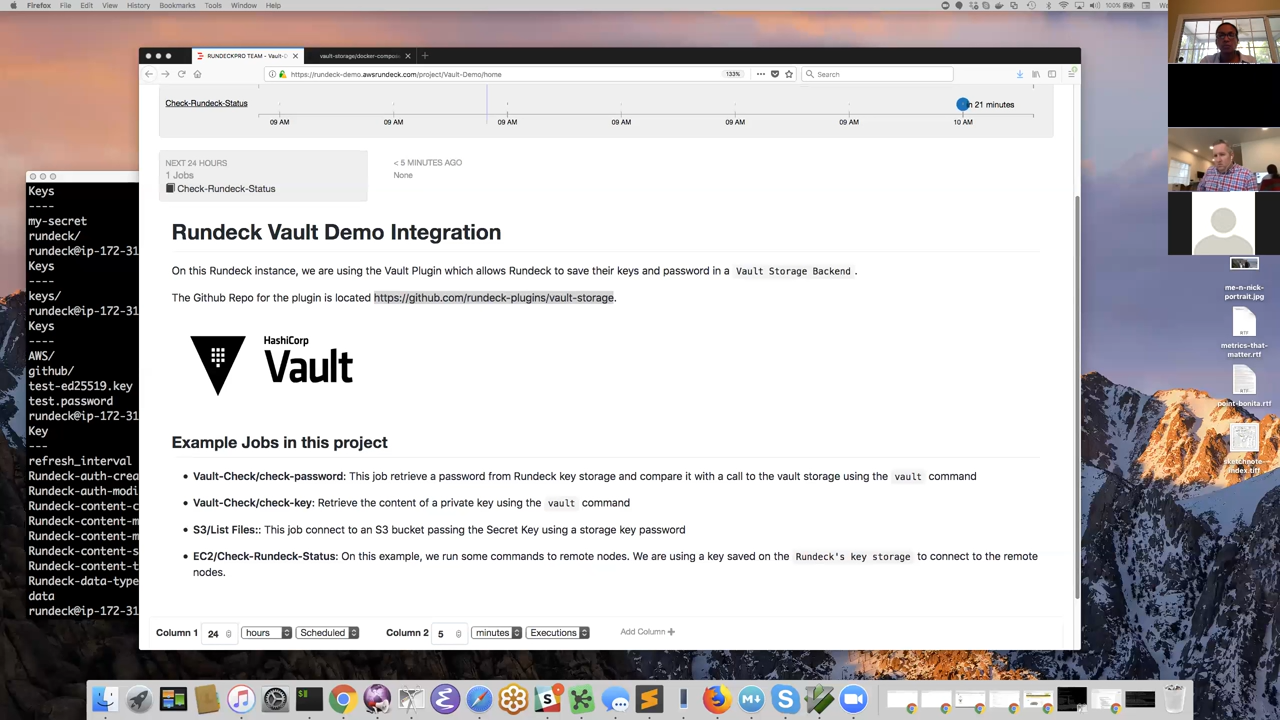 Firefox File Edit View History Bookmarks Tools Window Help
100%
RUNDECKPRO TEAM - Vault-D
vault-storage/docker-compose
https://rundeck-demo.awsrundeck.com/project/Vault-Demo/home
133%
Search
Check-Rundeck-Status
in 21 minutes
09 AM 09 AM 09 AM 09 AM 09 AM 09 AM 10 AM
NEXT 24 HOURS
1 Jobs
Check-Rundeck-Status
< 5 MINUTES AGO
None
Rundeck Vault Demo Integration
On this Rundeck instance, we are using the Vault Plugin which allows Rundeck to save their keys and password in a Vault Storage Backend .
The Github Repo for the plugin is located https://github.com/rundeck-plugins/vault-storage.
HashiCorp
Vault
Example Jobs in this project
Vault-Check/check-password: This job retrieve a password from Rundeck key storage and compare it with a call to the vault storage using the vault command
Vault-Check/check-key: Retrieve the content of a private key using the vault command
S3/List Files:: This job connect to an S3 bucket passing the Secret Key using a storage key password
EC2/Check-Rundeck-Status: On this example, we run some commands to remote nodes. We are using a key saved on the Rundeck's key storage to connect to the remote
nodes.
Column 1 24 hours Scheduled Column 2 5 minutes Executions Add Column +
Keys
----
my-secret
rundeck/
rundeck@ip-172-31
Keys
----
keys/
rundeck@ip-172-31
Keys
----
AWS/
github/
test-ed25519.key
test.password
rundeck@ip-172-31
Key
---
refresh_interval
Rundeck-auth-crea
Rundeck-auth-modi
Rundeck-content-c
Rundeck-content-m
Rundeck-content-s
Rundeck-content-t
Rundeck-data-type
data
rundeck@ip-172-31
me-n-nick-
portrait.jpg
metrics-that-
matter.rtf
point-bonita.rtf
sketchnote-
index.tiff